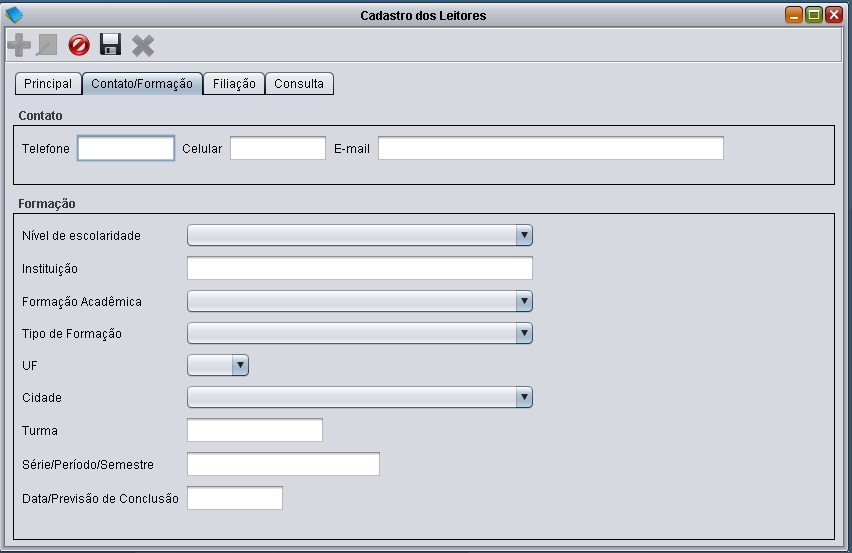 Cadastro dos Leitores
Principal Contato/Formação Filiação Consulta
Contato
Telefone Celular E-mail
Formação
Nível de escolaridade
Instituição
Formação Acadêmica
Tipo de Formação
UF
Cidade
Turma
Série/Período/Semestre
Data/Previsão de Conclusão